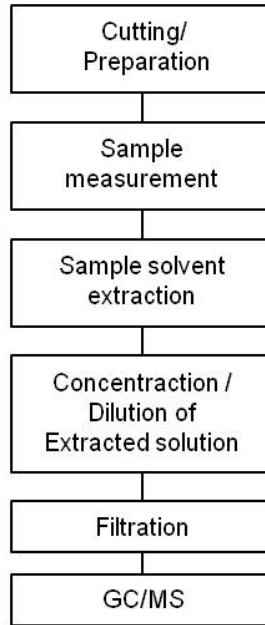 Cutting/
Preparation
Sample
measurement
Sample solvent
extraction
Concentraction /
Dilution of
Extracted solution
Filtration
GC/MS